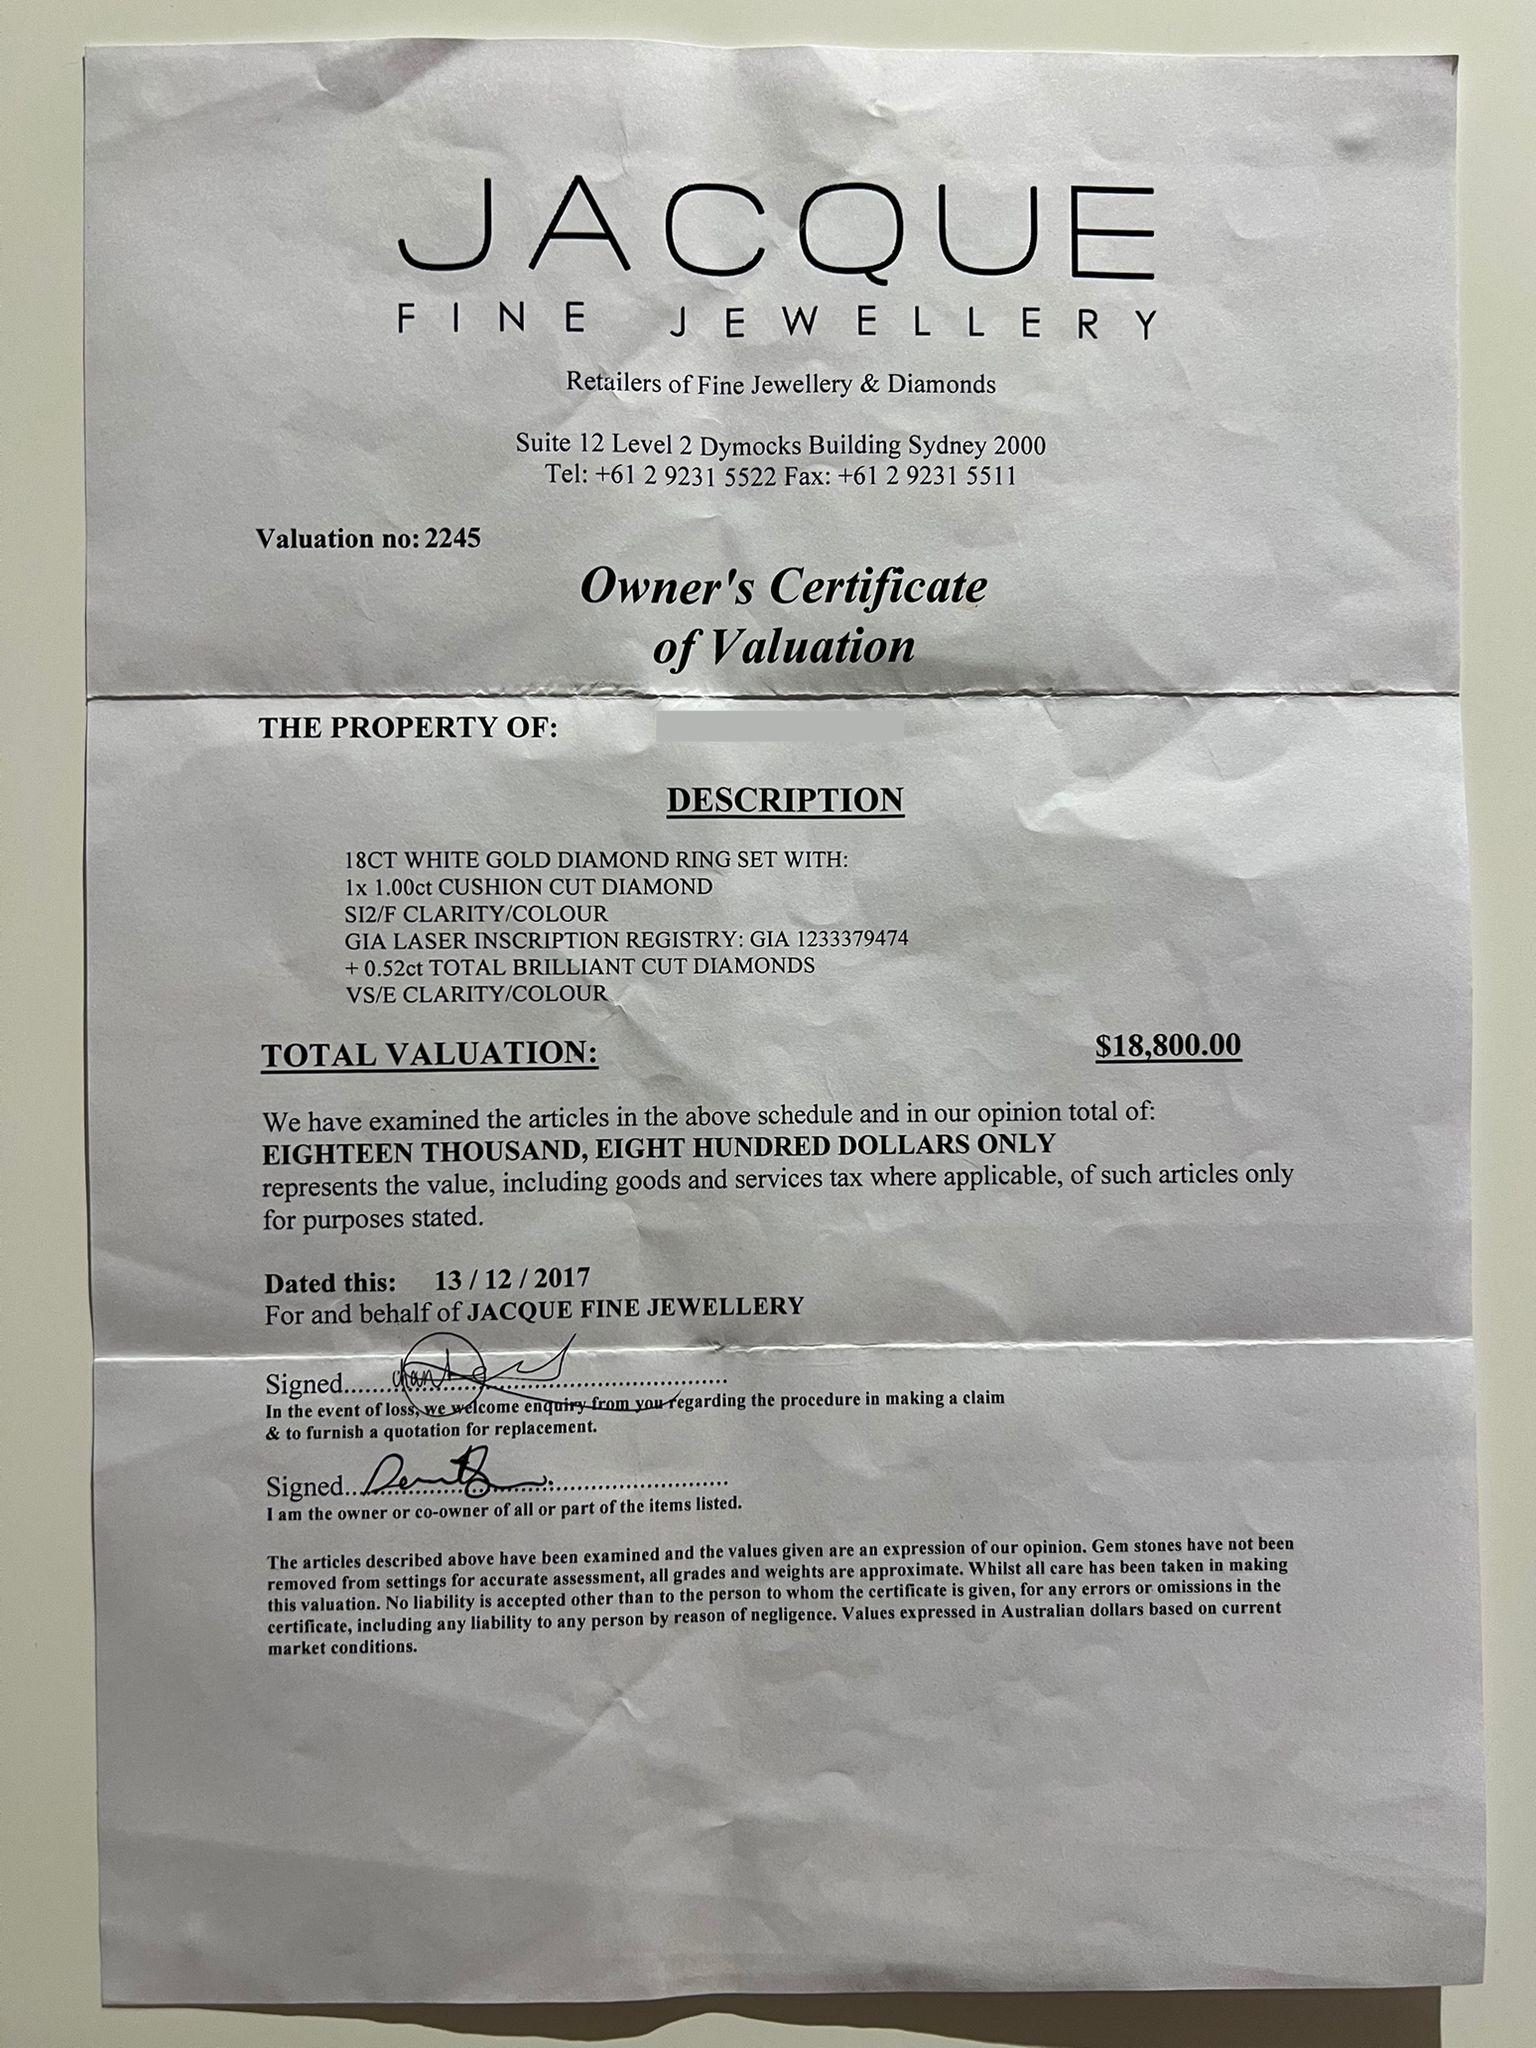 JACQUE
FINE JEWELLERY
Retailers of Fine Jewellery & Diamonds
Suite 12 Level 2 Dymocks Building Sydney 2000
Tel: +61 2 9231 5522 Fax: +61 2 9231 5511
Valuation no: 2245
Owner's Certificate
of Valuation
THE PROPERTY OF:
DESCRIPTION
18CT WHITE GOLD DIAMOND RING SET WITH:
1x 1.00ct CUSHION CUT DIAMOND
SI2/F CLARITY/COLOUR
GIA LASER INSCRIPTION REGISTRY: GIA 1233379474
+ 0.52ct TOTAL BRILLIANT CUT DIAMONDS
VS/E CLARITY/COLOUR
TOTAL VALUATION: $18,800.00
We have examined the articles in the above schedule and in our opinion total of:
EIGHTEEN THOUSAND, EIGHT HUNDRED DOLLARS ONLY
represents the value, including goods and services tax where applicable, of such articles only
for purposes stated.
Dated this: 13 / 12 / 2017
For and behalf of JACQUE FINE JEWELLERY
Signed
In the event of loss, we welcome enquiry from you regarding the procedure in making a claim
& to furnish a quotation for replacement.
Signed
I am the owner or co-owner of all or part of the items listed.
The articles described above have been examined and the values given are an expression of our opinion. Gem stones have not been
removed from settings for accurate assessment, all grades and weights are approximate. Whilst all care has been taken in making
this valuation. No liability is accepted other than to the person to whom the certificate is given, for any errors or omissions in the
certificate, including any liability to any person by reason of negligence. Values expressed in Australian dollars based on current
market conditions.